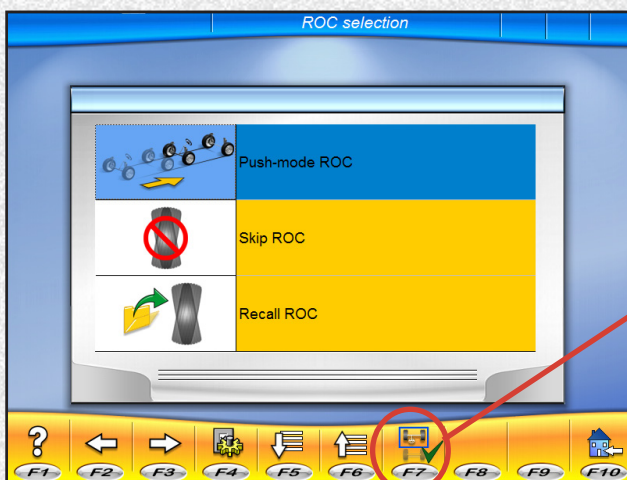 ROC selection
Push-mode ROC
Skip ROC
Recall ROC
?
F1 F2 F3 F4 F5 F6 F7 F8 F9 F10